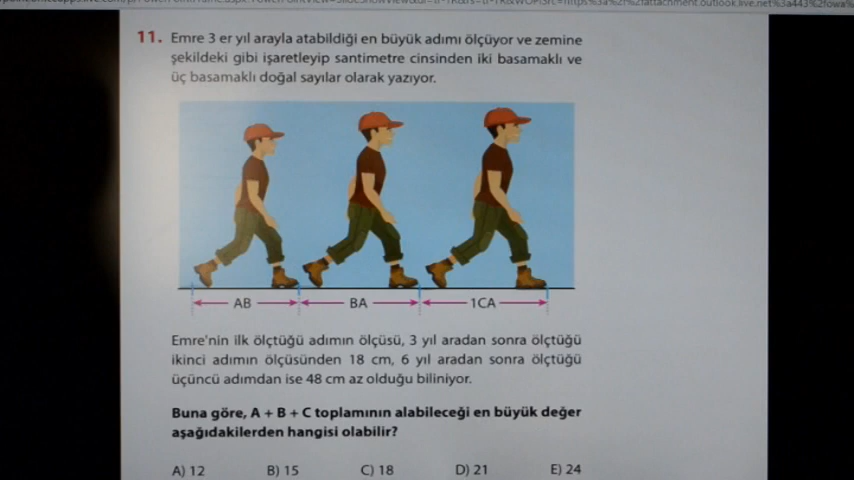 11. Emre 3 er yıl arayla atabildiği en büyük adımı ölçüyor ve zemine
şekildeki gibi işaretleyip santimetre cinsinden iki basamaklı ve
üç basamaklı doğal sayılar olarak yazıyor.
AB BA 1CA
Emre'nin ilk ölçtüğü adımın ölçüsü, 3 yıl aradan sonra ölçtüğü
ikinci adımın ölçüsünden 18 cm, 6 yıl aradan sonra ölçtüğü
üçüncü adımdan ise 48 cm az olduğu biliniyor.
Buna göre, A + B + C toplamının alabileceği en büyük değer
aşağıdakilerden hangisi olabilir?
A) 12 B) 15 C) 18 D) 21 E) 24